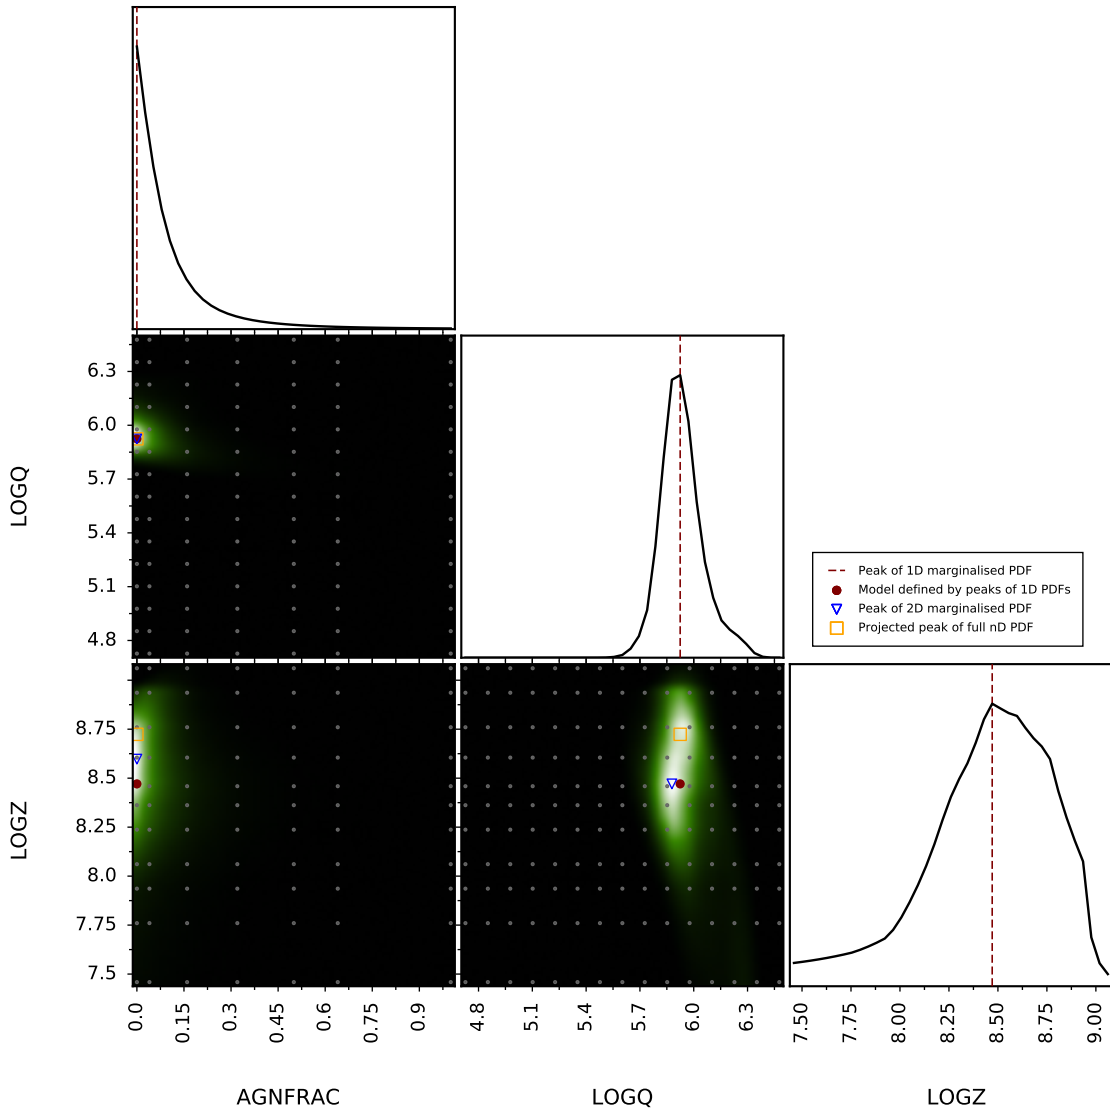 6.3
6.0
5.7
5.4
5.1
4.8
LOGQ
Peak of 1D marginalised PDF
Model defined by peaks of 1D PDFs
Peak of 2D marginalised PDF
Projected peak of full nD PDF
8.75
8.5
8.25
8.0
7.75
7.5
LOGZ
0.0 0.15 0.3 0.45 0.6 0.75 0.9
4.8 5.1 5.4 5.7 6.0 6.3
7.50 7.75 8.00 8.25 8.50 8.75 9.00
AGNFRAC LOGQ LOGZ